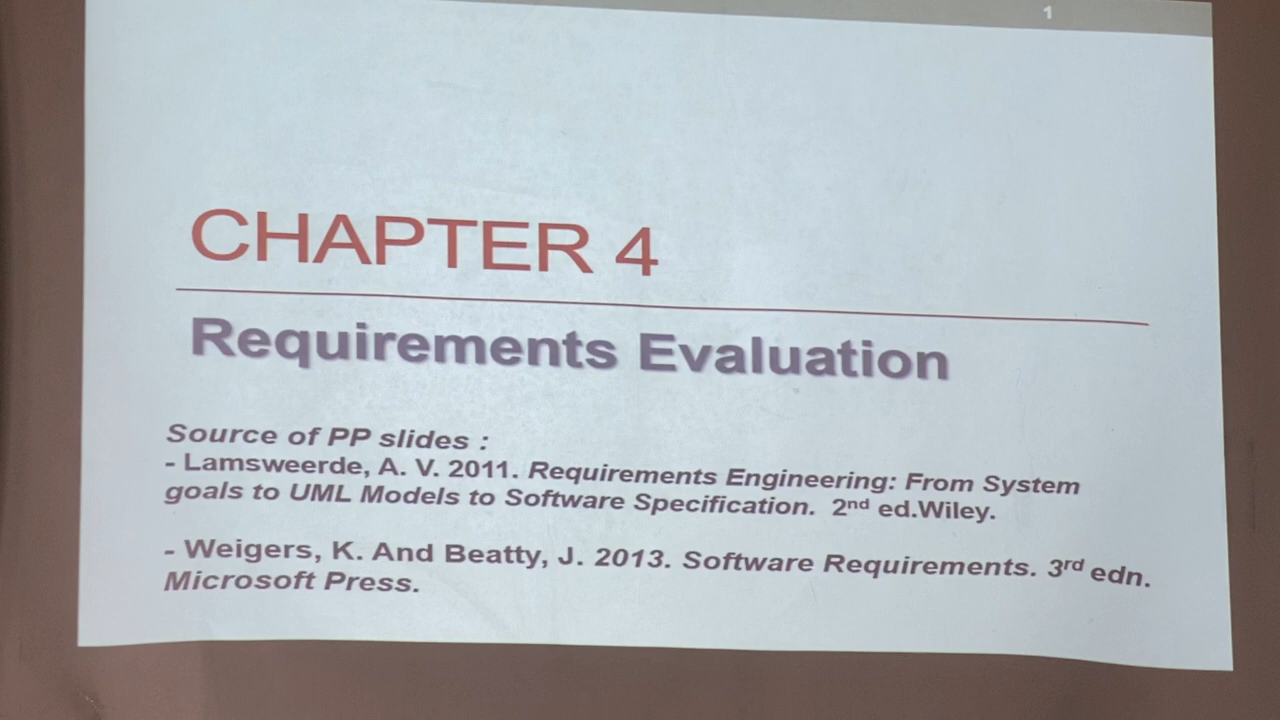 1
CHAPTER 4
Requirements Evaluation
Source of PP slides :
- Lamsweerde, A. V. 2011. Requirements Engineering: From System
goals to UML Models to Software Specification. 2nd ed.Wiley.
- Weigers, K. And Beatty, J. 2013. Software Requirements. 3rd edn.
Microsoft Press.